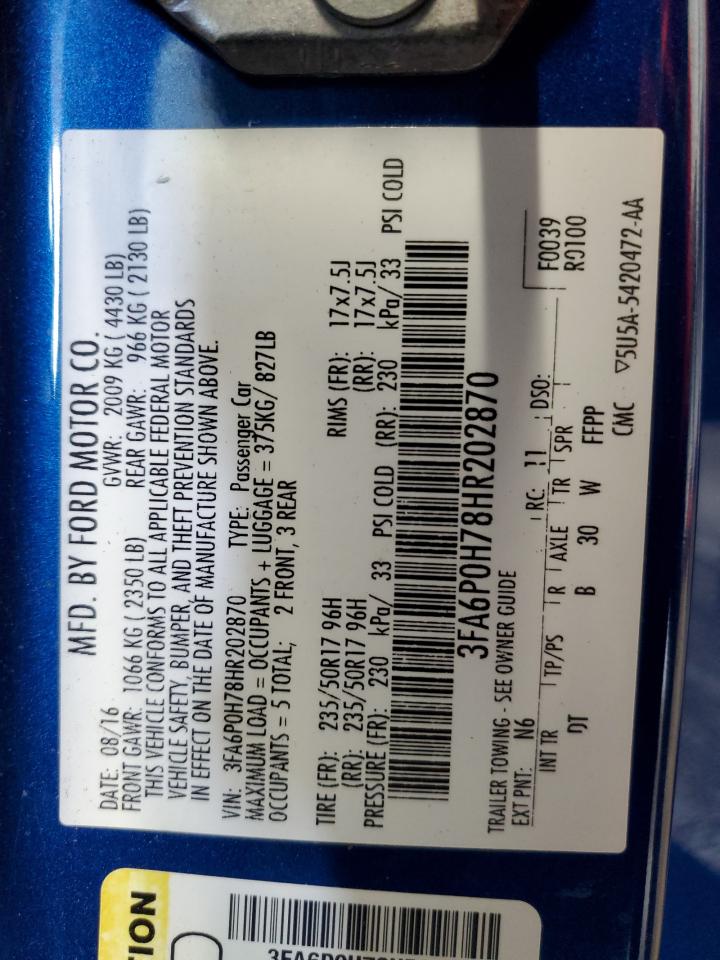 MFD. BY FORD MOTOR CO.
DATE: 08/16 GVWR: 2009 KG ( 4430 LB)
FRONT GAWR: 1066 KG ( 2350 LB) REAR GAWR: 966 KG ( 2130 LB)
THIS VEHICLE CONFORMS TO ALL APPLICABLE FEDERAL MOTOR
VEHICLE SAFETY, BUMPER, AND THEFT PREVENTION STANDARDS
IN EFFECT ON THE DATE OF MANUFACTURE SHOWN ABOVE.
VIN: 3FA6P0H78HR202870 TYPE: Passenger Car
MAXIMUM LOAD = OCCUPANTS + LUGGAGE = 375KG/ 827LB
OCCUPANTS = 5 TOTAL; 2 FRONT, 3 REAR
TIRE (FR): 235/50R17 96H RIMS (FR): 17x7.5J
(RR): 235/50R17 96H (RR): 17x7.5J
PRESSURE (FR): 230 kPa/ 33 PSI COLD (RR): 230 kPa/ 33 PSI COLD
3FA6P0H78HR202870
TRAILER TOWING - SEE OWNER GUIDE
EXT PNT: N6 RC: 11 DSO: F0039
R0100
INT TR TP/PS R AXLE TR SPR
DT B 30 W FFPP
CMC ▽5U5A-5420472-AA
TION